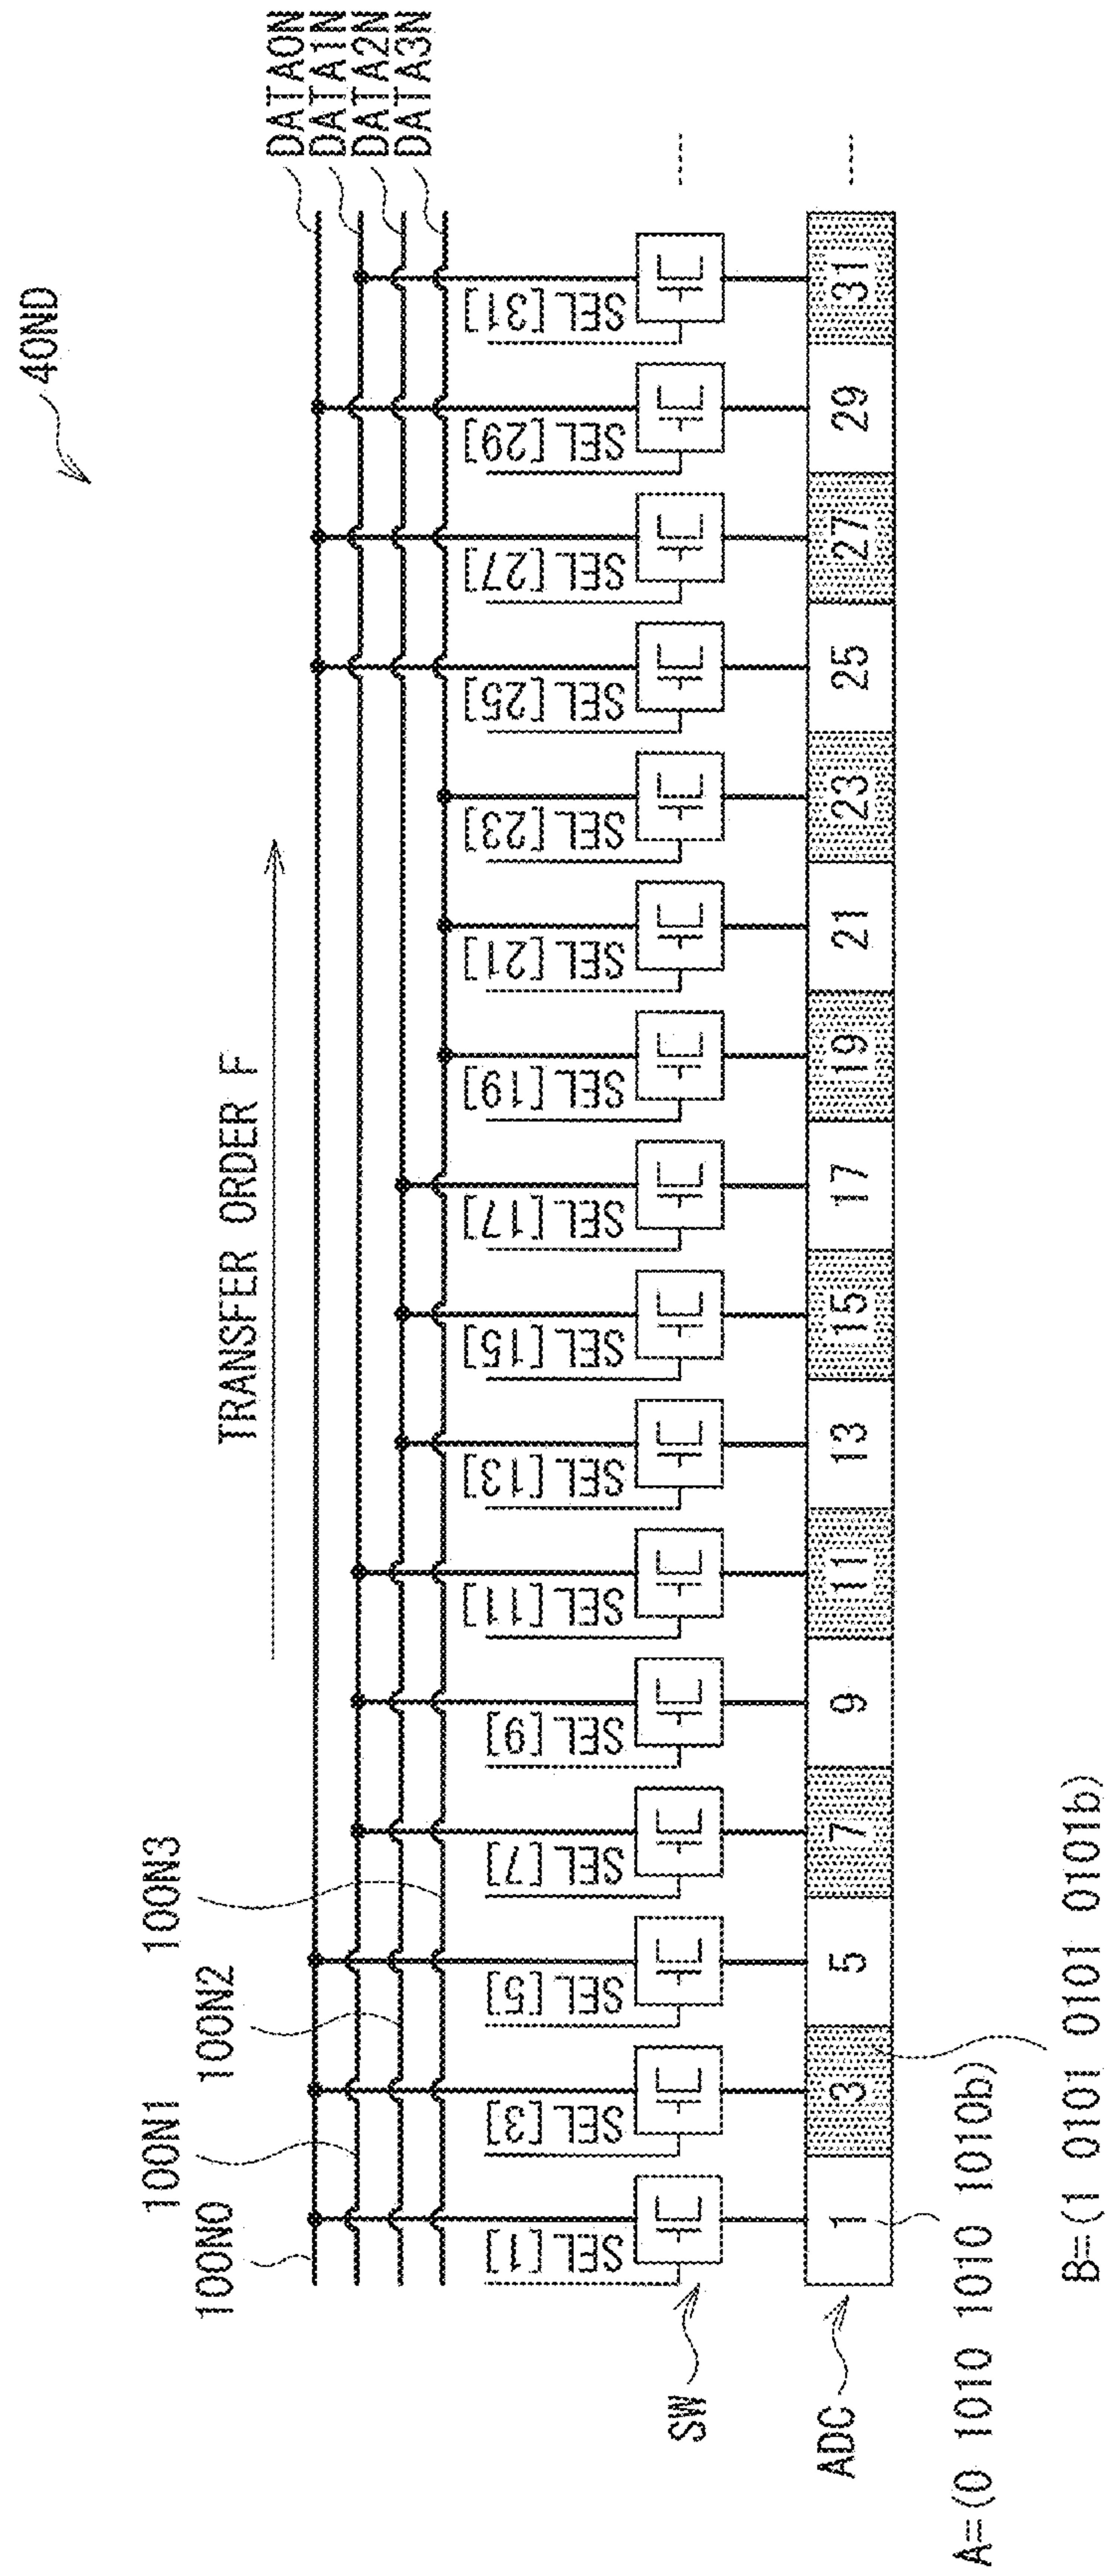 40ND
TRANSFER ORDER F
100N0
100N1
100N2
100N3
DATA0N
DATA1N
DATA2N
DATA3N
SEL[1]
SEL[3]
SEL[5]
SEL[7]
SEL[9]
SEL[11]
SEL[13]
SEL[15]
SEL[17]
SEL[19]
SEL[21]
SEL[23]
SEL[25]
SEL[27]
SEL[29]
SEL[31]
SW
ADC
1 3 5 7 9 11 13 15 17 19 21 23 25 27 29 31
A=(0 1010 1010 1010b)
B=(1 0101 0101 0101b)